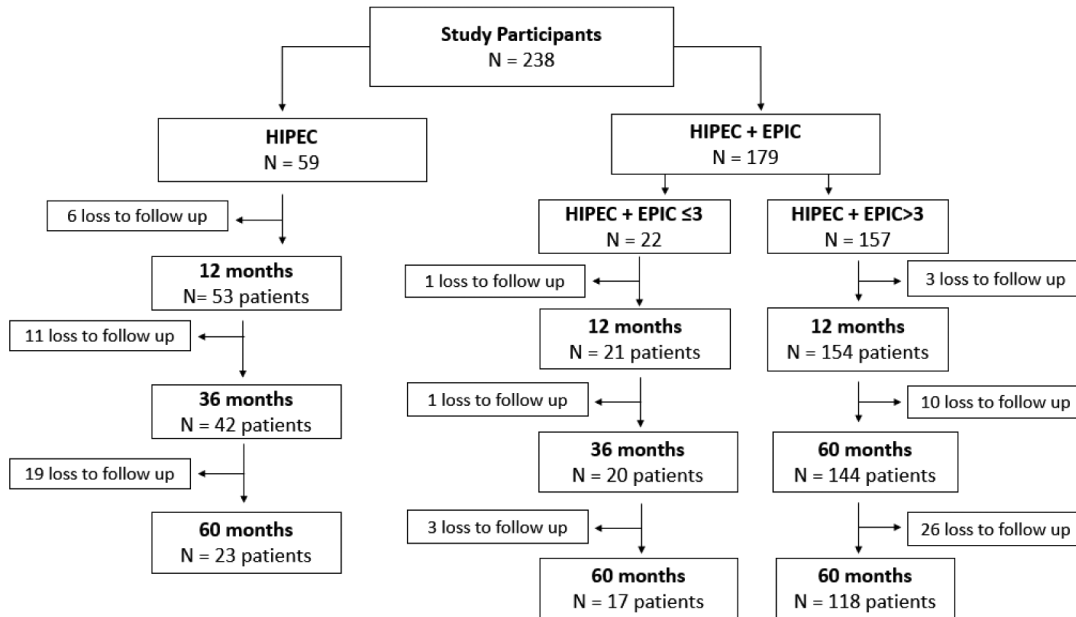 Study Participants
N = 238
HIPEC
N = 59
HIPEC + EPIC
N = 179
6 loss to follow up
HIPEC + EPIC ≤3
N = 22
HIPEC + EPIC>3
N = 157
12 months
N= 53 patients
1 loss to follow up
3 loss to follow up
11 loss to follow up
12 months
N = 21 patients
12 months
N = 154 patients
36 months
N = 42 patients
1 loss to follow up
10 loss to follow up
19 loss to follow up
36 months
N = 20 patients
60 months
N = 144 patients
60 months
N = 23 patients
3 loss to follow up
26 loss to follow up
60 months
N = 17 patients
60 months
N = 118 patients